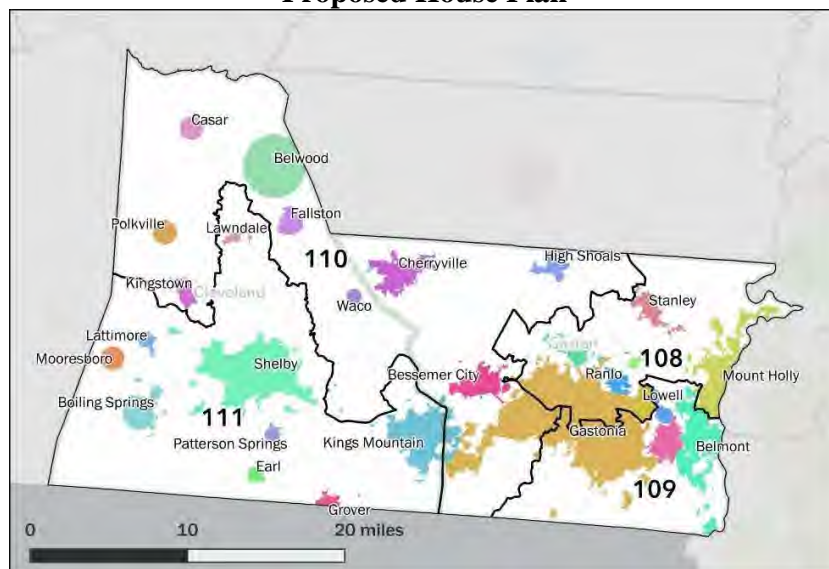 Proposed House Plan
Casar
Belwood
Polkville
Fallston
Lawndale
110
High Shoals
Cherryville
Kingstown
Cleveland
Waco
Stanley
Lattimore
Mooresboro
Shelby
Bessemer City
Ranlo
108
Mount Holly
Lowell
Boiling Springs
111
Patterson Springs
Kings Mountain
Gastonia
Belmont
Earl
109
Grover
0 10 20 miles